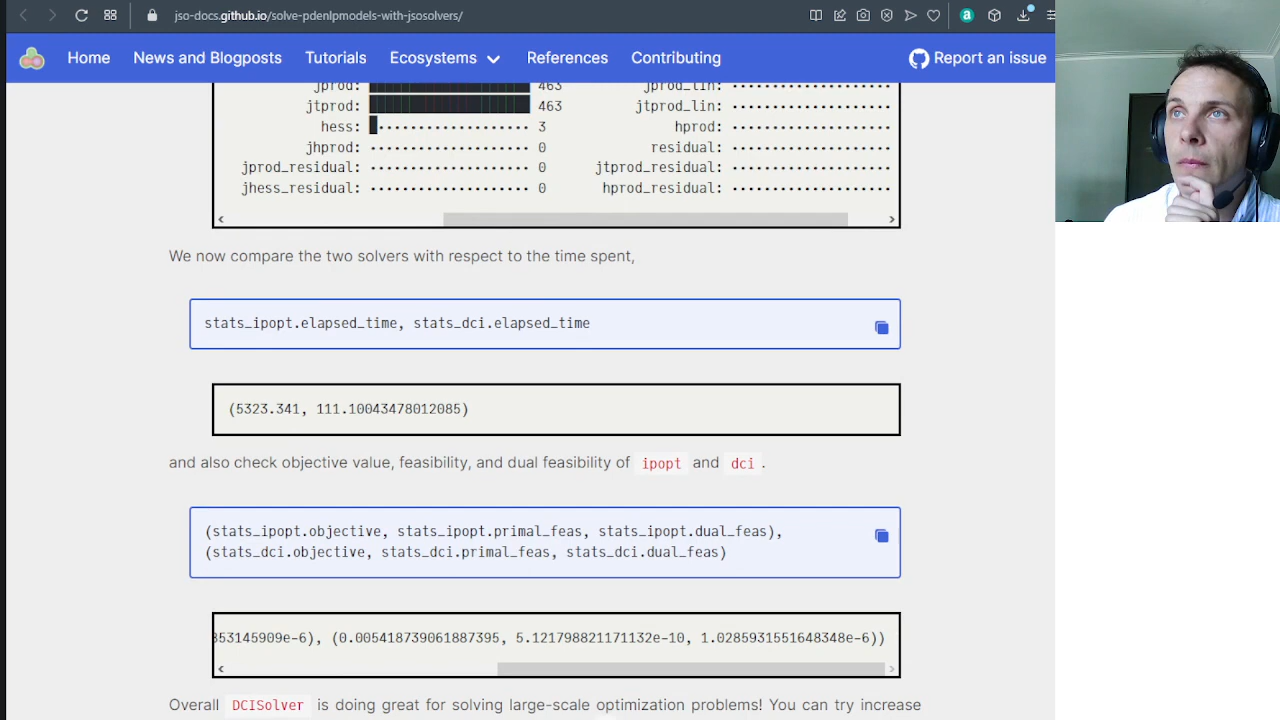 jso-docs.github.io/solve-pdenlpmodels-with-jsosolvers/
a
Home News and Blogposts Tutorials Ecosystems References Contributing Report an issue
jprod: 463 jprod_lin: ••••••••••••••••••••
jtprod: 463 jtprod_lin: ••••••••••••••••••••
hess: •••••••••••••••••••3 hprod: ••••••••••••••••••••
jhprod: •••••••••••••••••••• 0 residual: ••••••••••••••••••••
jprod_residual: •••••••••••••••••••• 0 jtprod_residual: ••••••••••••••••••••
jhess_residual: •••••••••••••••••••• 0 hprod_residual: ••••••••••••••••••••
We now compare the two solvers with respect to the time spent,
stats_ipopt.elapsed_time, stats_dci.elapsed_time
(5323.341, 111.10043478012085)
and also check objective value, feasibility, and dual feasibility of ipopt and dci .
(stats_ipopt.objective, stats_ipopt.primal_feas, stats_ipopt.dual_feas),
(stats_dci.objective, stats_dci.primal_feas, stats_dci.dual_feas)
853145909e-6), (0.005418739061887395, 5.121798821171132e-10, 1.0285931551648348e-6))
Overall DCISolver is doing great for solving large-scale optimization problems! You can try increase